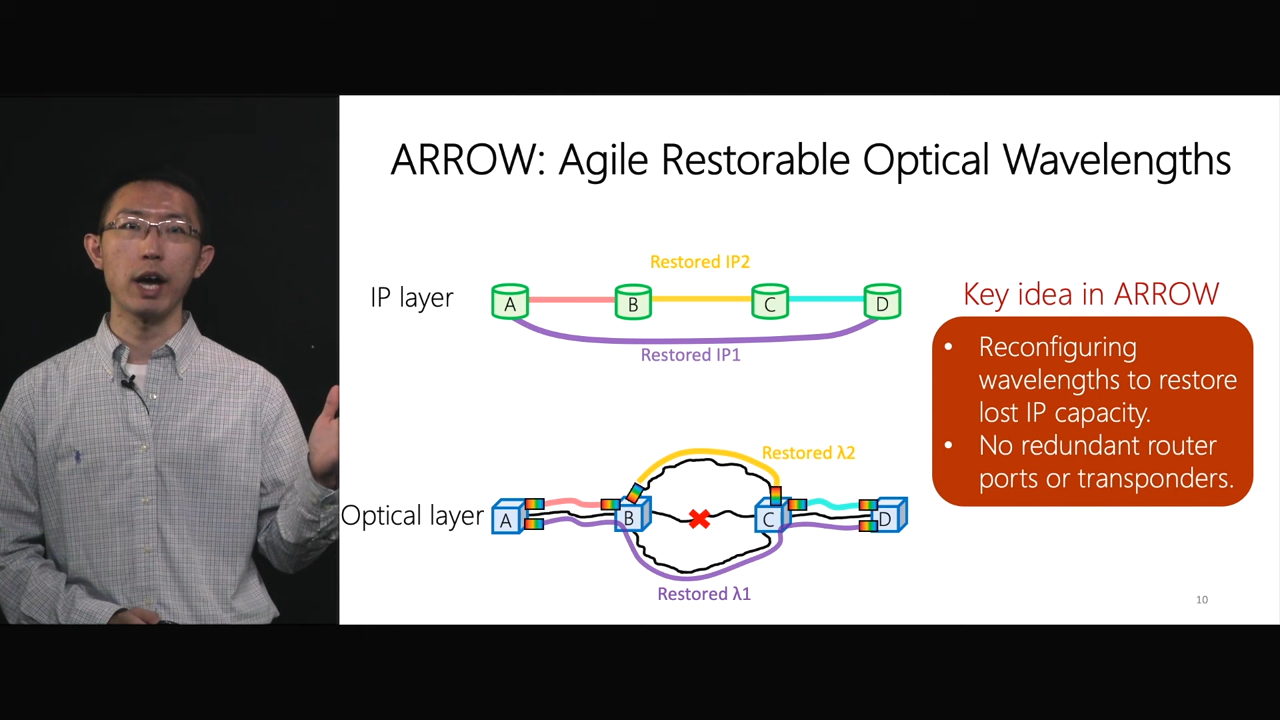 ARROW: Agile Restorable Optical Wavelengths
Restored IP2
IP layer
A
B
C
D
Restored IP1
Key idea in ARROW
• Reconfiguring
wavelengths to restore
lost IP capacity.
• No redundant router
ports or transponders.
Restored λ2
Optical layer
A
B
C
D
Restored λ1
10